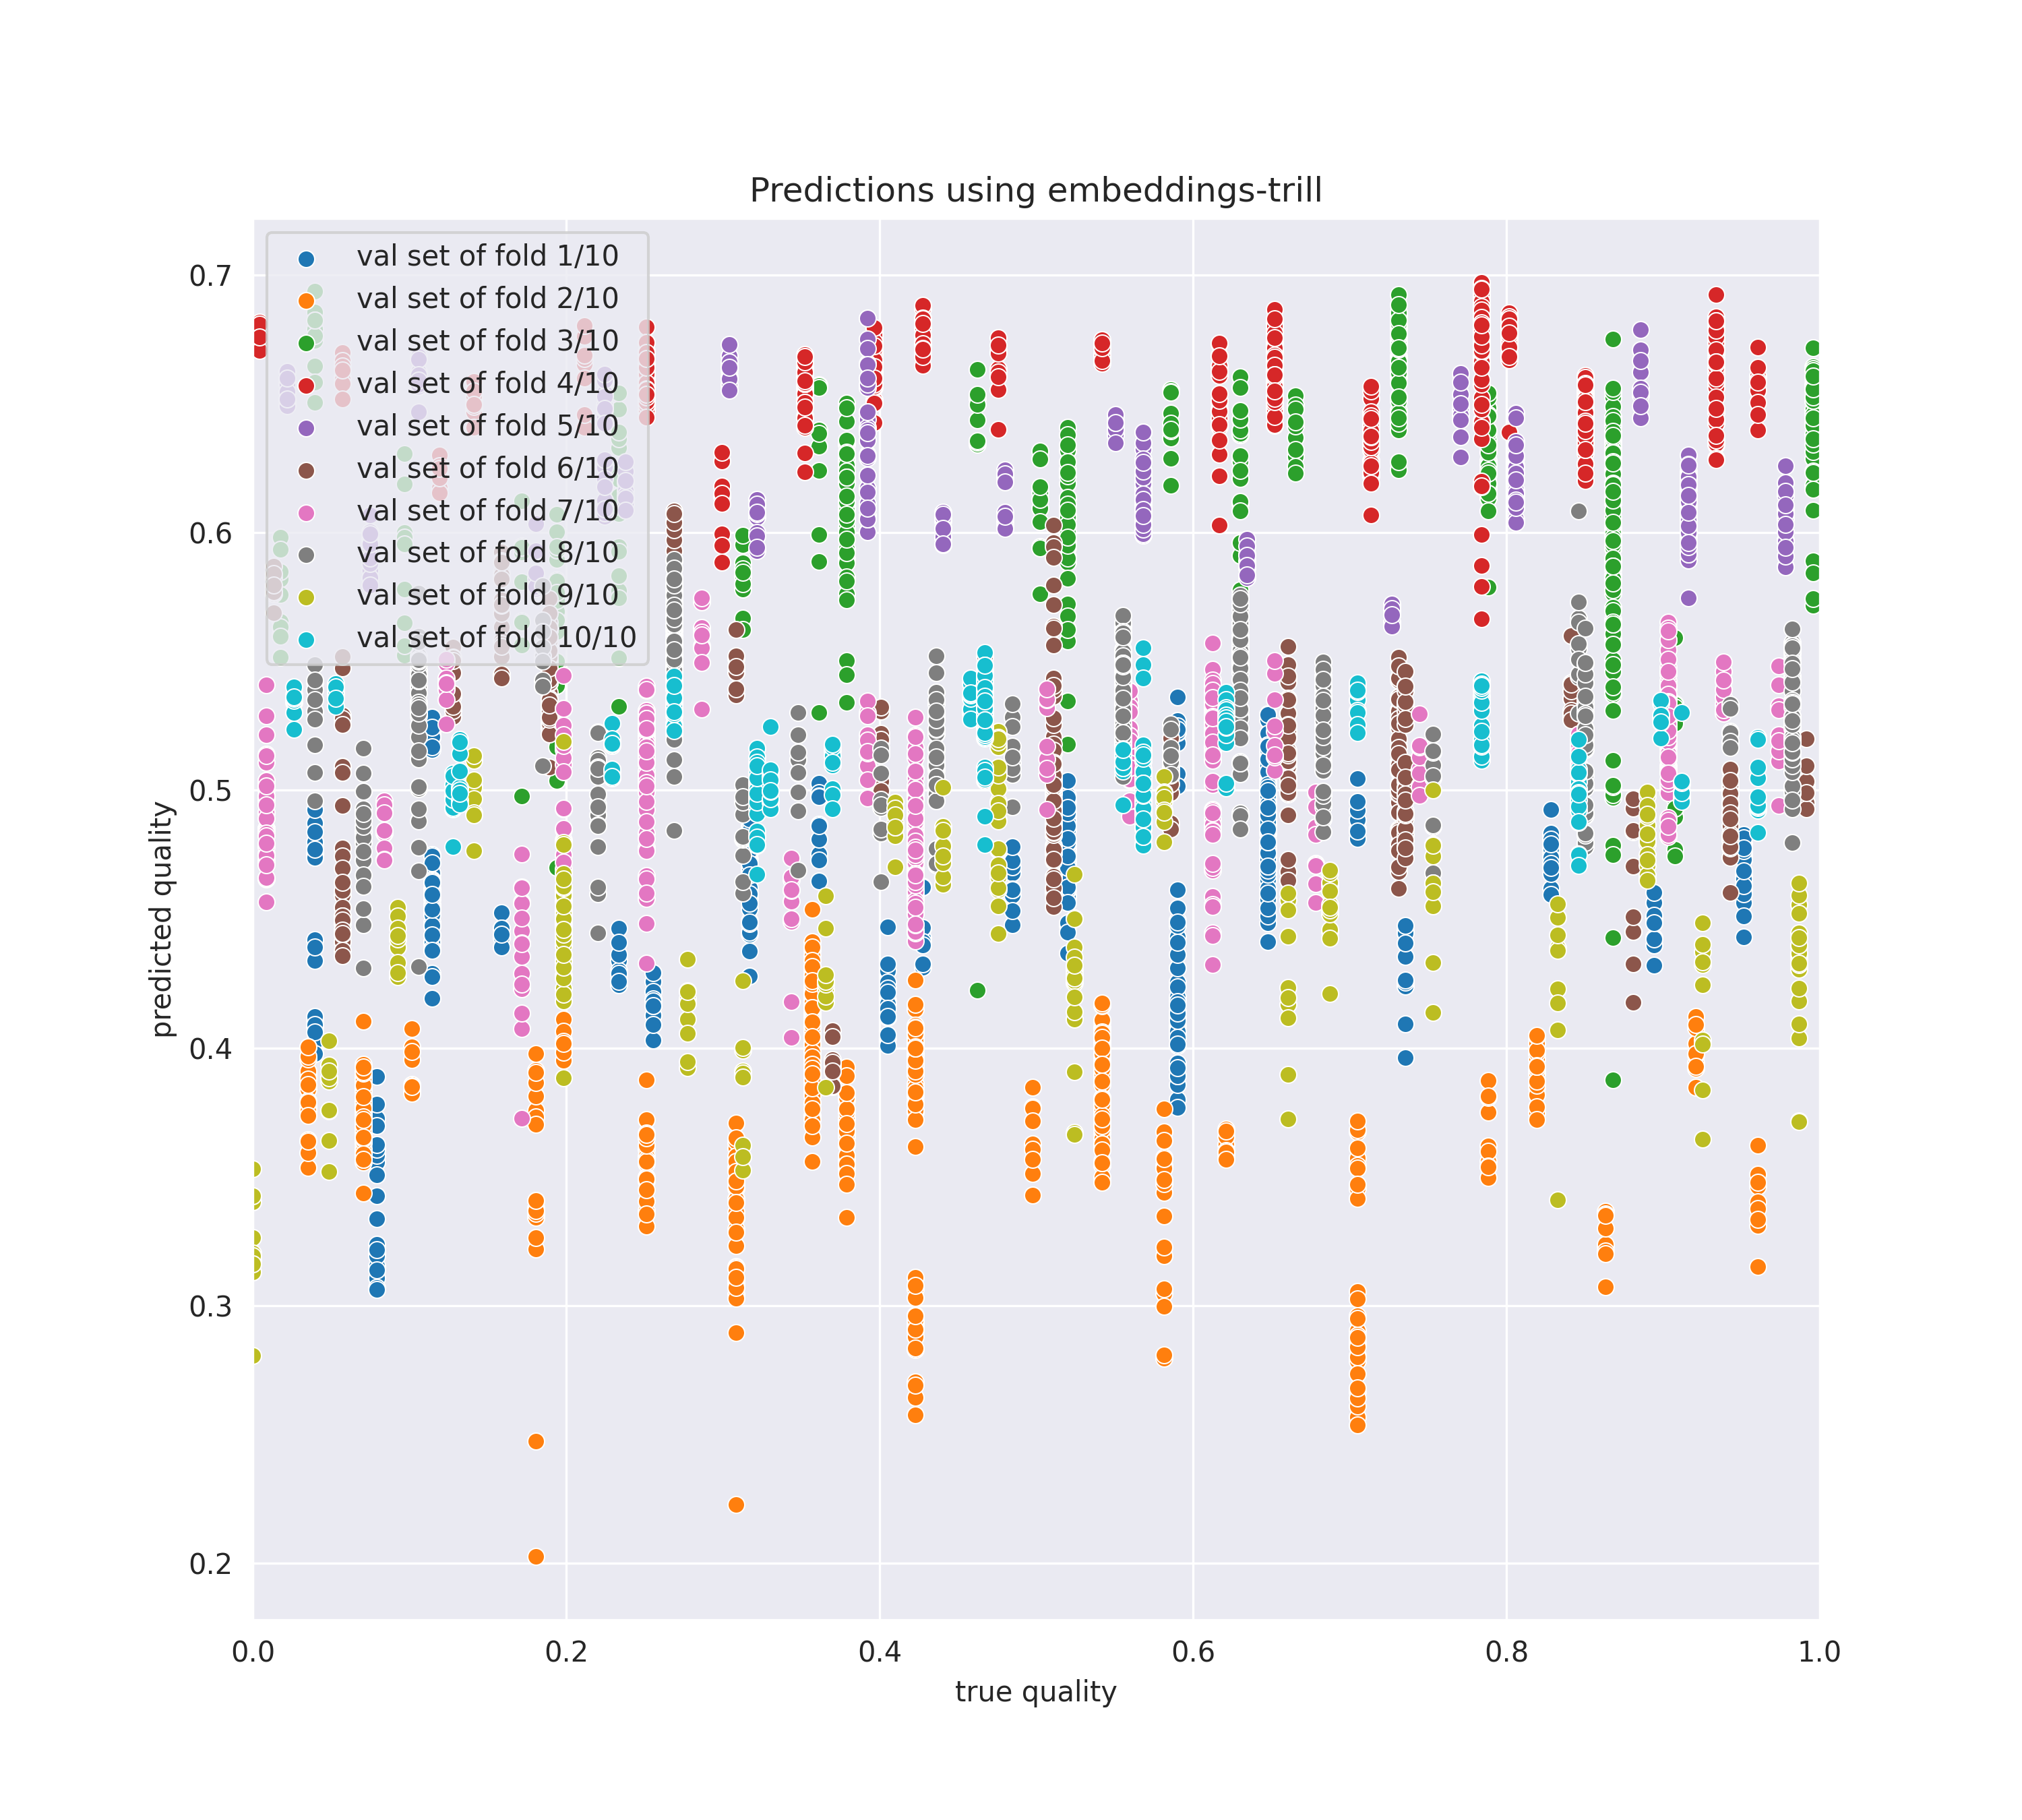 Predictions using embeddings-trill
val set of fold 1/10
val set of fold 2/10
val set of fold 3/10
val set of fold 4/10
val set of fold 5/10
val set of fold 6/10
val set of fold 7/10
val set of fold 8/10
val set of fold 9/10
val set of fold 10/10
predicted quality
0.7
0.6
0.5
0.4
0.3
0.2
0.0 0.2 0.4 0.6 0.8 1.0
true quality